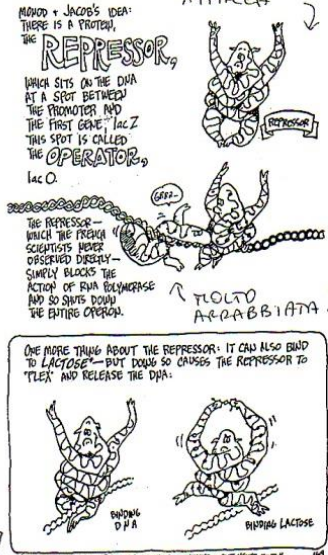 MONOD + JACOB'S IDEA:
THERE IS A PROTEIN,
THE
REPRESSOR,
WHICH SITS ON THE DNA
AT A SPOT BETWEEN
THE PROMOTER AND
THE FIRST GENE, lac Z
THIS SPOT IS CALLED
THE OPERATOR,
lac O.
REPRESSOR
GRRR-
THE REPRESSOR—
WHICH THE FRENCH
SCIENTISTS NEVER
OBSERVED DIRECTLY—
SIMPLY BLOCKS THE
ACTION OF RNA POLYMERASE
AND SO SHUTS DOWN
THE ENTIRE OPERON.
MOLTO
ARRABBIATA.
ONE MORE THING ABOUT THE REPRESSOR: IT CAN ALSO BIND
TO LACTOSE*—BUT DOING SO CAUSES THE REPRESSOR TO
"FLEX" AND RELEASE THE DNA:
BINDING
DNA
BINDING LACTOSE